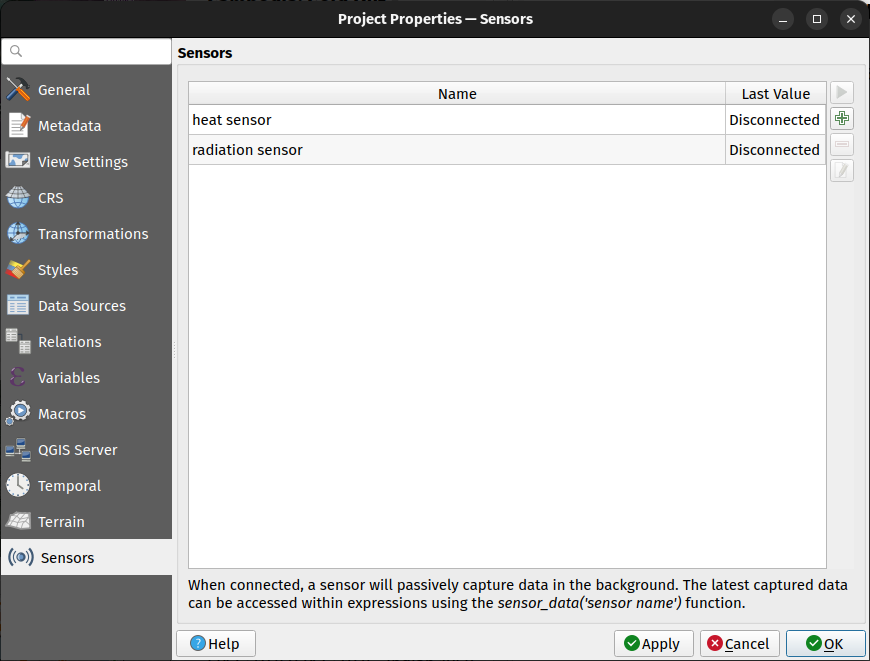 Project Properties — Sensors
Sensors
General
Metadata
View Settings
CRS
Transformations
Styles
Data Sources
Relations
Variables
Macros
QGIS Server
Temporal
Terrain
Sensors
Name Last Value
heat sensor Disconnected
radiation sensor Disconnected
When connected, a sensor will passively capture data in the background. The latest captured data
can be accessed within expressions using the sensor_data('sensor name') function.
Help Apply Cancel OK